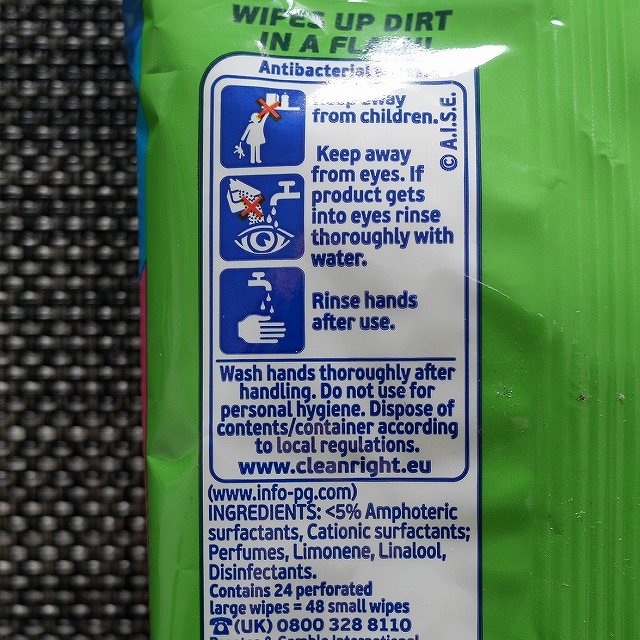 WIPES UP DIRT
IN A FLASH!
Antibacterial
Keep away
from children.
© A.I.S.E.
Keep away
from eyes. If
product gets
into eyes rinse
thoroughly with
water.
Rinse hands
after use.
Wash hands thoroughly after
handling. Do not use for
personal hygiene. Dispose of
contents/container according
to local regulations.
www.cleanright.eu
(www.info-pg.com)
INGREDIENTS: <5% Amphoteric
surfactants, Cationic surfactants;
Perfumes, Limonene, Linalool,
Disinfectants.
Contains 24 perforated
large wipes = 48 small wipes
☎(UK) 0800 328 8110
& Gamble International